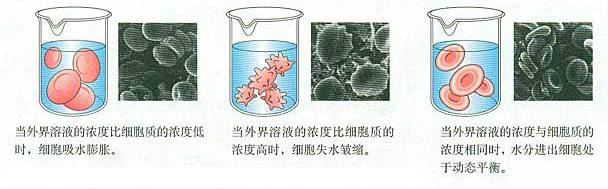 当外界溶液的浓度比细胞质的浓度低
时，细胞吸水膨胀。
当外界溶液的浓度比细胞质的
浓度高时，细胞失水皱缩。
当外界溶液的浓度与细胞质的
浓度相同时，水分进出细胞处
于动态平衡。